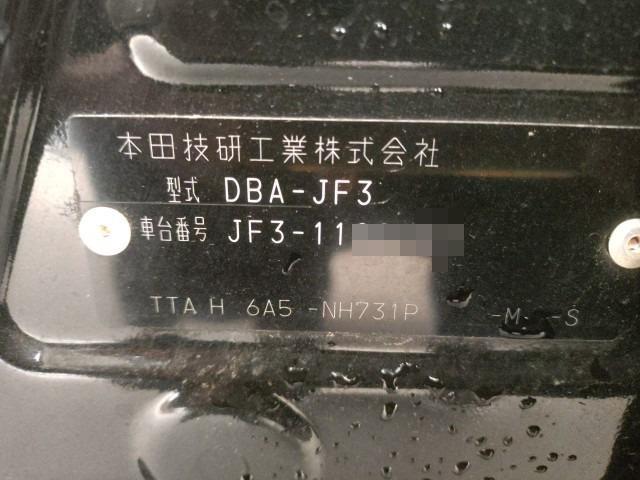 本田技研工業株式会社
型式 DBA-JF3
車台番号 JF3-11
TTA H 6A5 -NH731P -M- -S